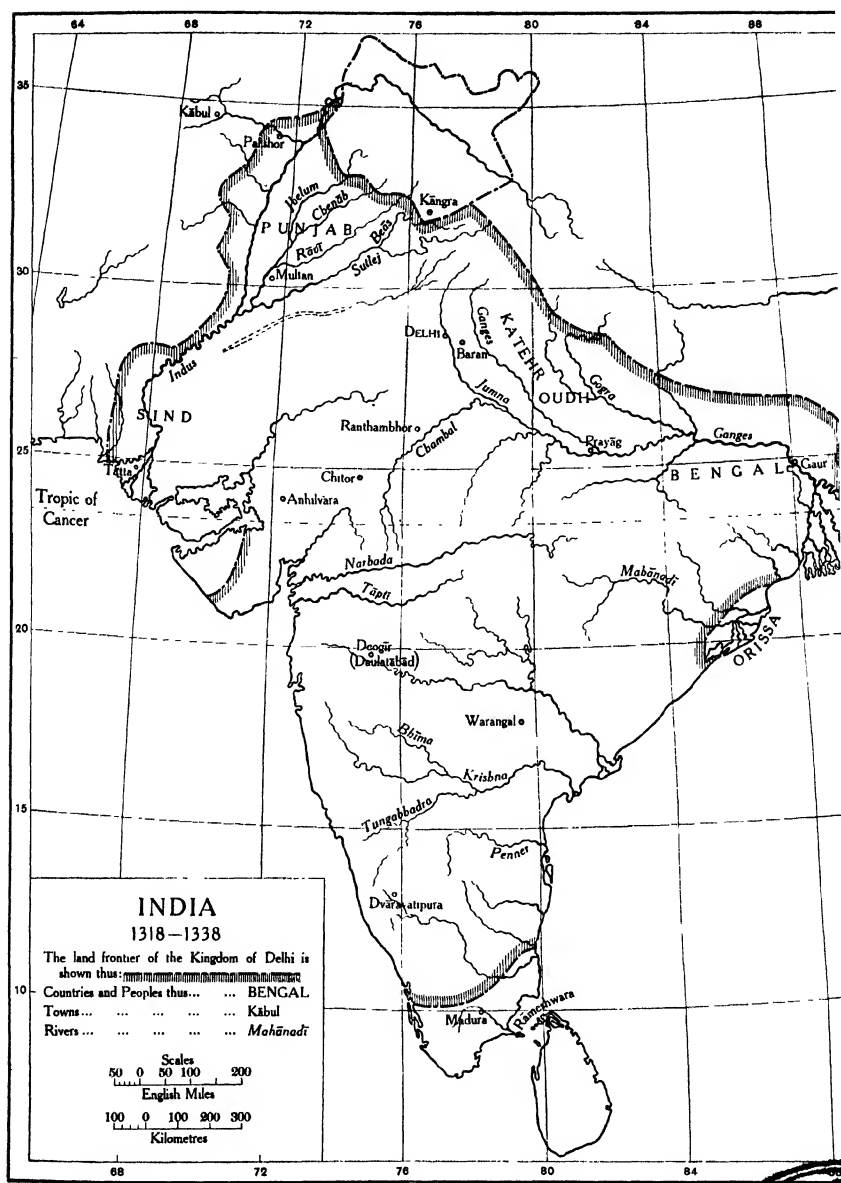 64 68 72 76 80 84 88
35
Kābul
Jhelum
Chenāb
Kāngra
PUNJAB
Rāvī
Beās
Sutlej
30
Multan
DELHI
Ganges
KATEHR
Baran
Indus
Gogra
OUDH
Jumna
SIND
Ranthambhor
Chambal
Prayāg
Ganges
25
Tatta
BENGAL
Gaur
Chitor
Tropic of
Cancer
Anhilvāra
Narbada
Tāpti
Mahānadī
20
Deogīr
(Daulatābād)
ORISSA
Warangal
Bhīma
Krishna
15
Tungabhadra
Penner
Dvāravatipura
INDIA
1318–1338
The land frontier of the Kingdom of Delhi is
shown thus:
Countries and Peoples thus... ... BENGAL
Towns ... ... ... ... ... Kābul
Rivers ... ... ... ... ... Mahānadī
10
Madura
Rāmeshwara
Scales
50 0 50 100 200
English Miles
100 0 100 200 300
Kilometres
68 72 76 80 84